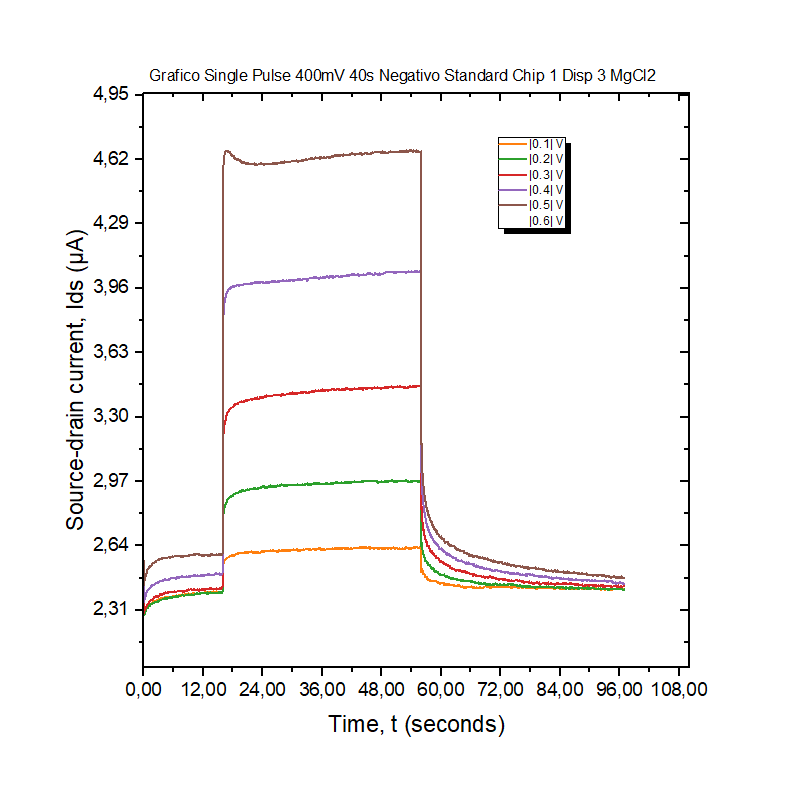 Grafico Single Pulse 400mV 40s Negativo Standard Chip 1 Disp 3 MgCl2
4,95
4,62
4,29
3,96
3,63
3,30
2,97
2,64
2,31
Source-drain current, Ids (µA)
|0.1| V
|0.2| V
|0.3| V
|0.4| V
|0.5| V
|0.6| V
0,00 12,00 24,00 36,00 48,00 60,00 72,00 84,00 96,00 108,00
Time, t (seconds)